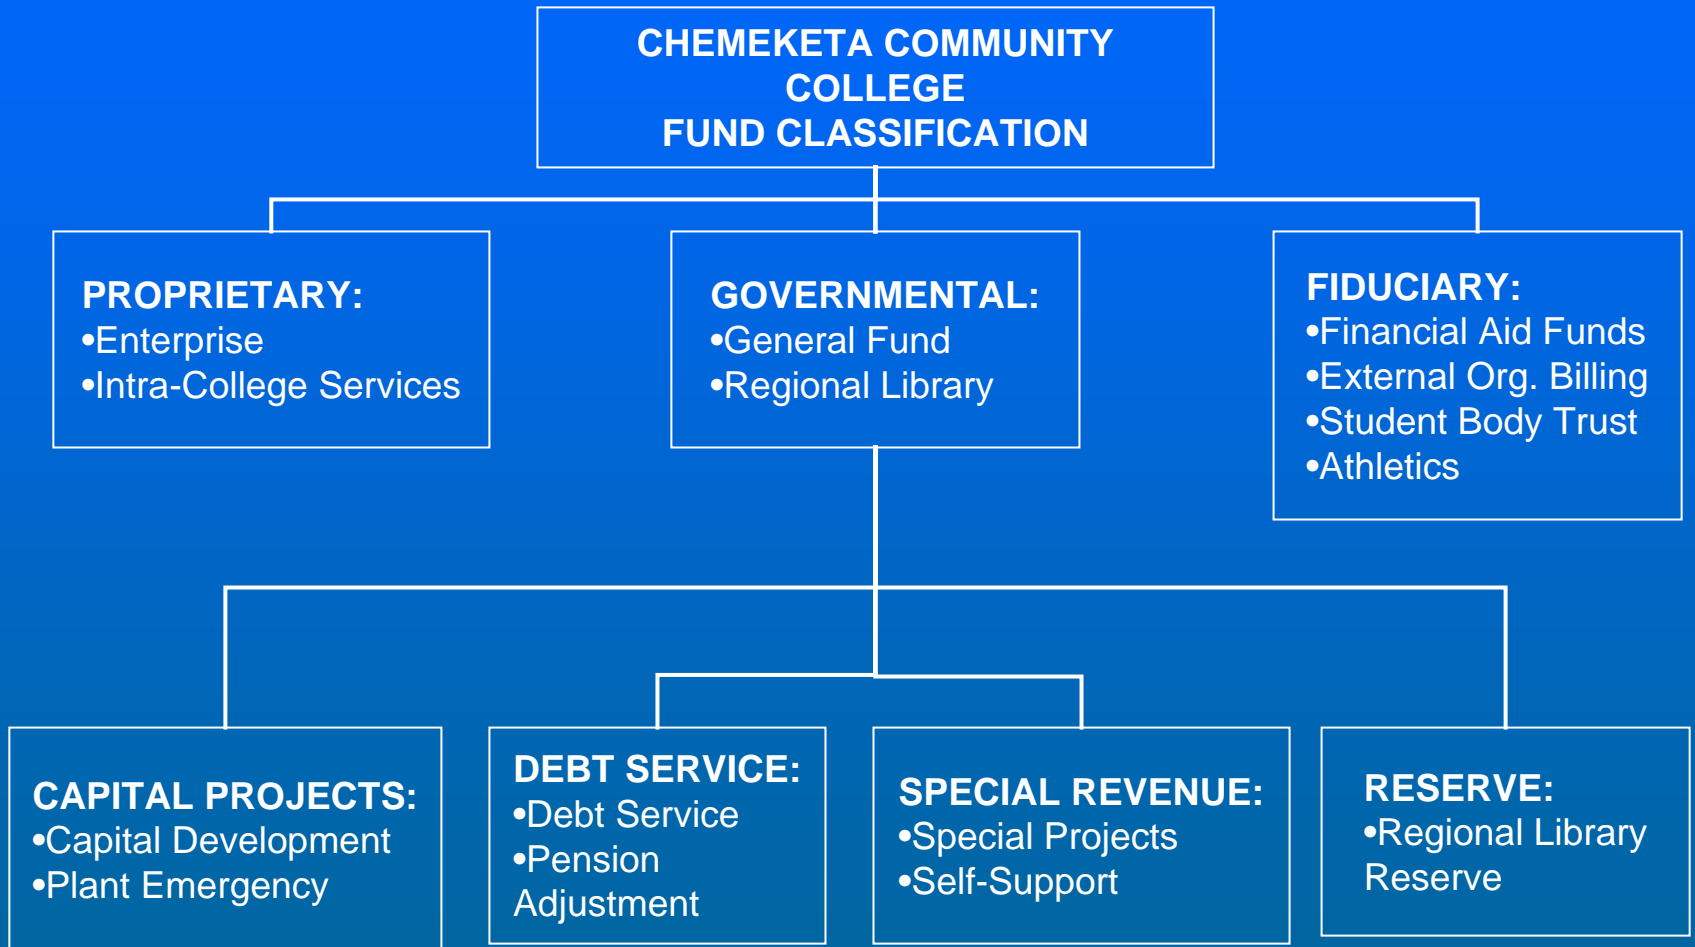 CHEMEKETA COMMUNITY
COLLEGE
FUND CLASSIFICATION
PROPRIETARY:
•Enterprise
•Intra-College Services
GOVERNMENTAL:
•General Fund
•Regional Library
FIDUCIARY:
•Financial Aid Funds
•External Org. Billing
•Student Body Trust
•Athletics
CAPITAL PROJECTS:
•Capital Development
•Plant Emergency
DEBT SERVICE:
•Debt Service
•Pension
Adjustment
SPECIAL REVENUE:
•Special Projects
•Self-Support
RESERVE:
•Regional Library
Reserve